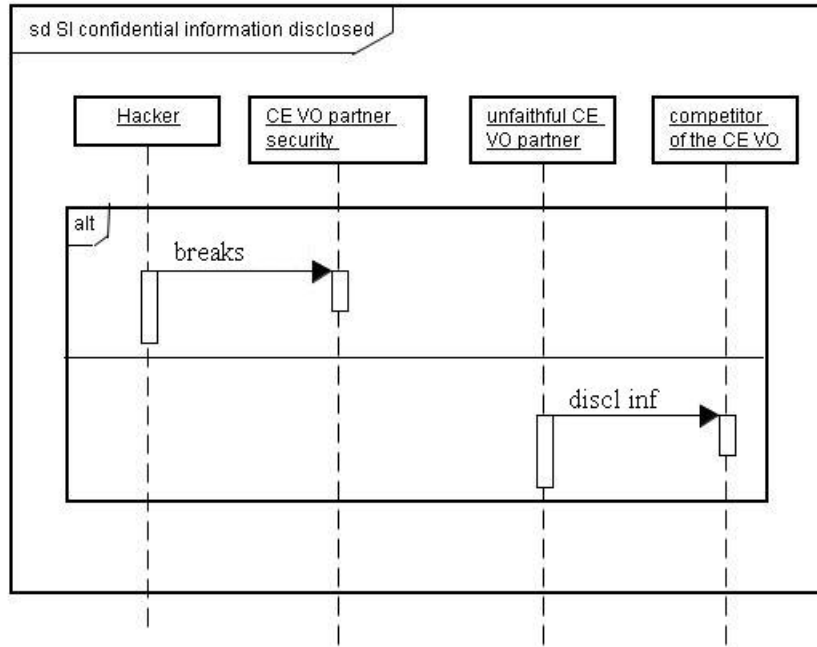 sd SI confidential information disclosed
Hacker
CE VO partner
security
unfaithful CE
VO partner
competitor
of the CE VO
alt
breaks
discl inf